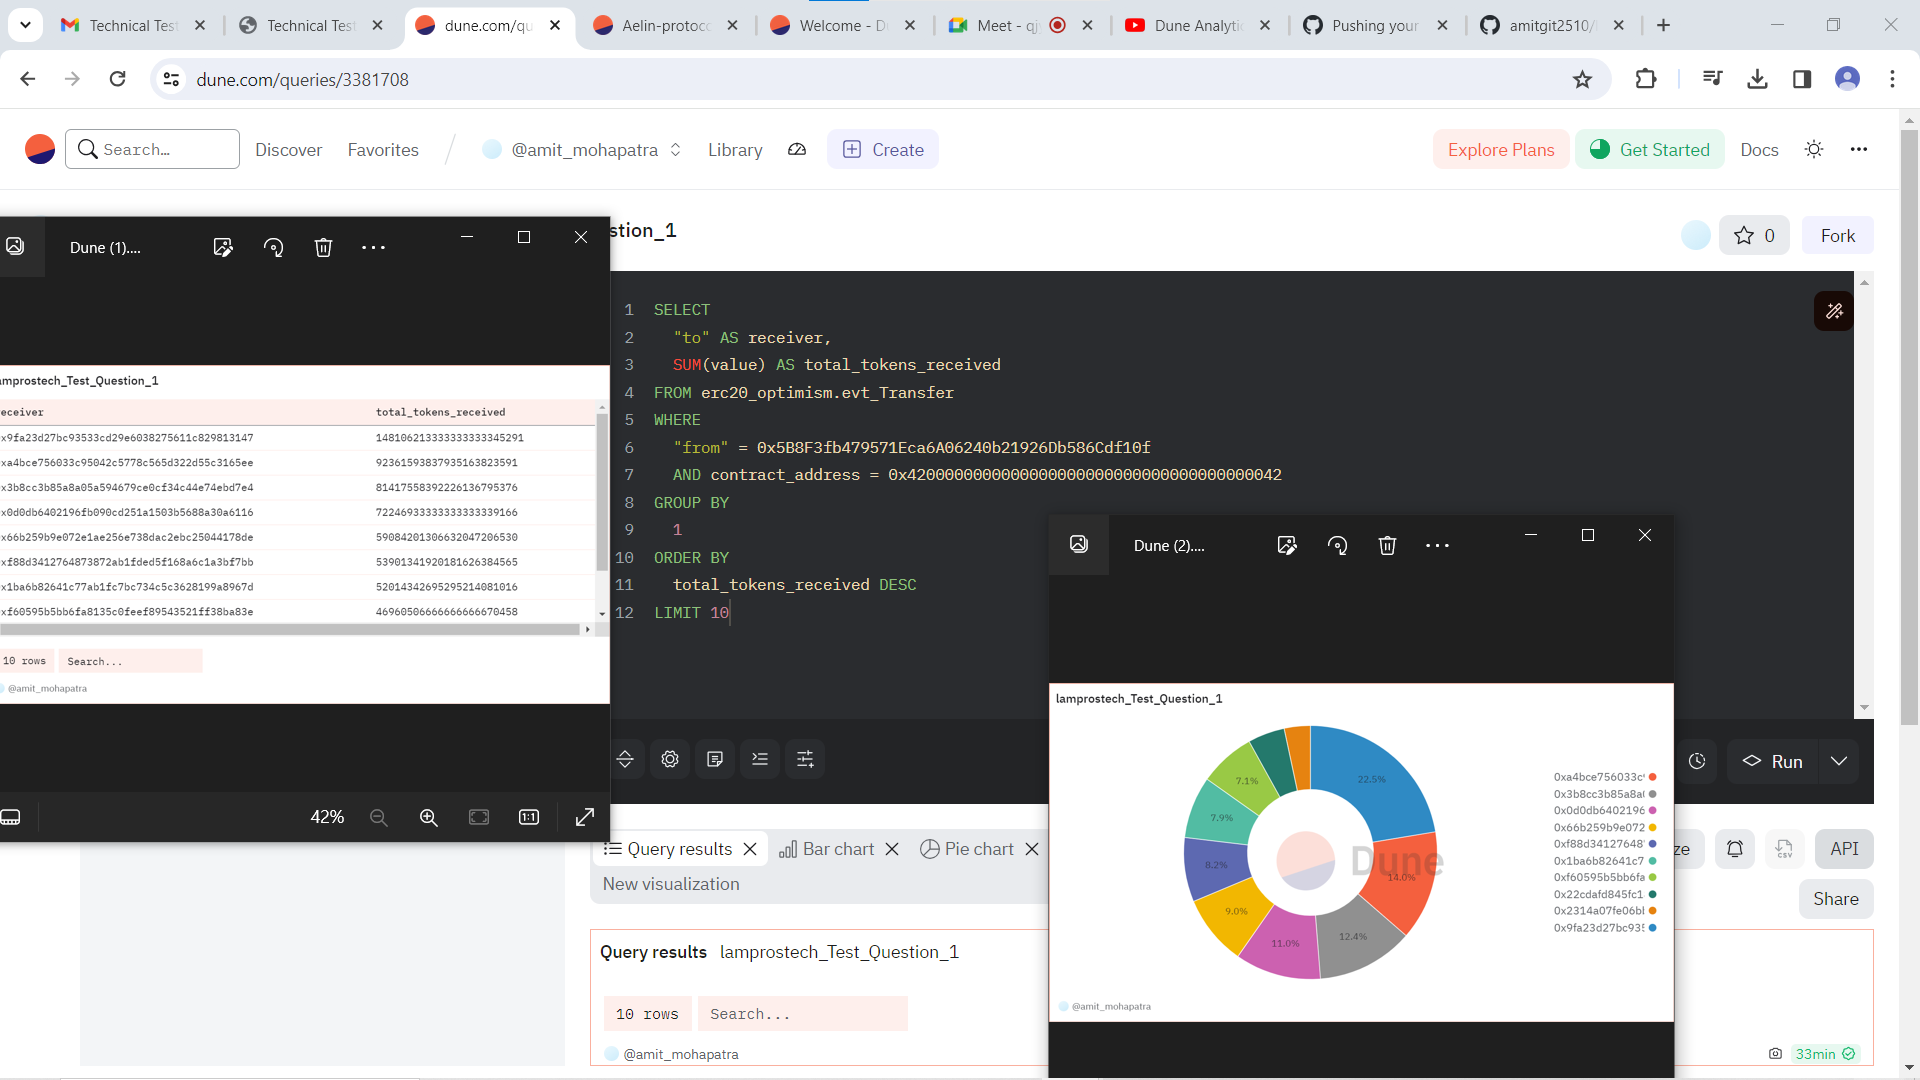 Technical Test
Technical Test
dune.com/qu
Aelin-protoco
Welcome - D
Meet - qjy
Dune Analytic
Pushing your
amitgit2510/
dune.com/queries/3381708
Search…
Discover
Favorites
@amit_mohapatra
Library
Create
Explore Plans
Get Started
Docs
stion_1
0
Fork
Dune (1)....
amprostech_Test_Question_1
eceiver
total_tokens_received
x9fa23d27bc93533cd29e6038275611c829813147
148106213333333333345291
xa4bce756033c95042c5778c565d322d55c3165ee
92361593837935163823591
x3b8cc3b85a8a05a594679ce0cf34c44e74ebd7e4
81417558392226136795376
x0d0db6402196fb090cd251a1503b5688a30a6116
72246933333333333339166
x66b259b9e072e1ae256e738dac2ebc25044178de
59084201306632047206530
xf88d3412764873872ab1fded5f168a6c1a3bf7bb
53901341920181626384565
x1ba6b82641c77ab1fc7bc734c5c3628199a8967d
52014342695295214081016
xf60595b5bb6fa8135c0feef89543521ff38ba83e
46960506666666666670458
10 rows
Search...
@amit_mohapatra
42%
1:1
1 SELECT
2 "to" AS receiver,
3 SUM(value) AS total_tokens_received
4 FROM erc20_optimism.evt_Transfer
5 WHERE
6 "from" = 0x5B8F3fb479571Eca6A06240b21926Db586Cdf10f
7 AND contract_address = 0x4200000000000000000000000000000000000042
8 GROUP BY
9 1
10 ORDER BY
11 total_tokens_received DESC
12 LIMIT 10
Dune (2)....
lamprostech_Test_Question_1
22.5%
14.0%
12.4%
11.0%
9.0%
8.2%
7.9%
7.1%
Dune
0xa4bce756033c
0x3b8cc3b85a8a
0x0d0db6402196
0x66b259b9e072
0xf88d34127648
0x1ba6b82641c7
0xf60595b5bb6fa
0x22cdafd845fc1
0x2314a07fe06b
0x9fa23d27bc935
@amit_mohapatra
Run
Query results
Bar chart
Pie chart
New visualization
ze
CSV
API
Share
Query results lamprostech_Test_Question_1
10 rows
Search...
@amit_mohapatra
33min